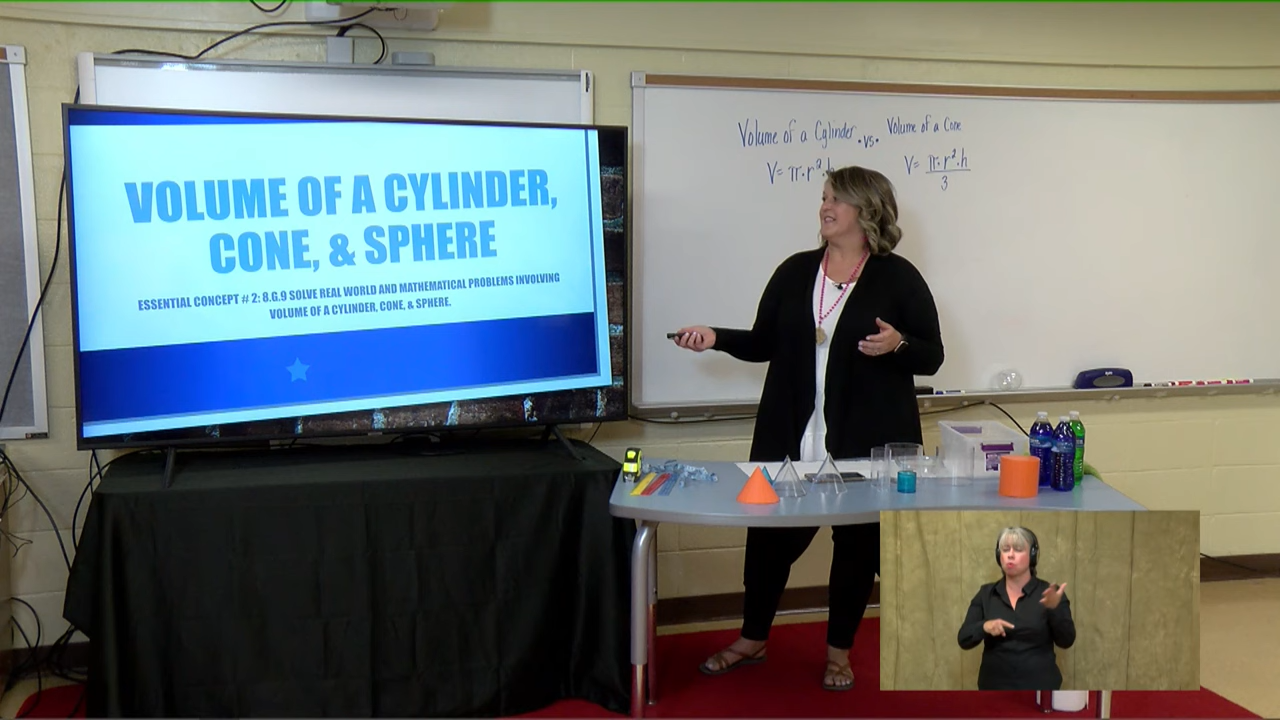 VOLUME OF A CYLINDER,
CONE, & SPHERE
ESSENTIAL CONCEPT # 2: 8.G.9 SOLVE REAL WORLD AND MATHEMATICAL PROBLEMS INVOLVING
VOLUME OF A CYLINDER, CONE, & SPHERE.
Volume of a Cylinder •vs• Volume of a Cone
V= π•r²•h
V= π•r²•h
3